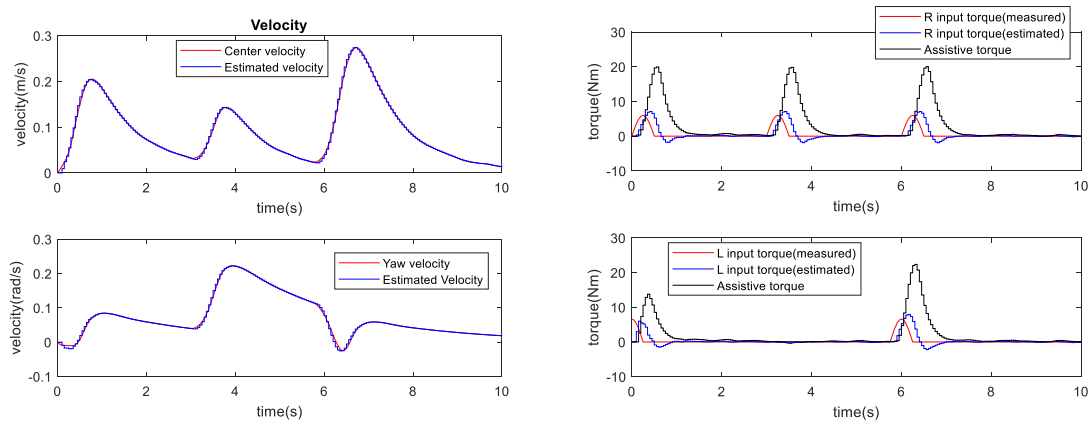 Velocity
0.3
0.2
0.1
0
velocity(m/s)
Center velocity
Estimated velocity
0 2 4 6 8 10
time(s)
0.3
0.2
0.1
0
-0.1
velocity(rad/s)
Yaw velocity
Estimated Velocity
0 2 4 6 8 10
time(s)
30
20
10
0
-10
torque(Nm)
R input torque(measured)
R input torque(estimated)
Assistive torque
0 2 4 6 8 10
time(s)
30
20
10
0
-10
torque(Nm)
L input torque(measured)
L input torque(estimated)
Assistive torque
0 2 4 6 8 10
time(s)